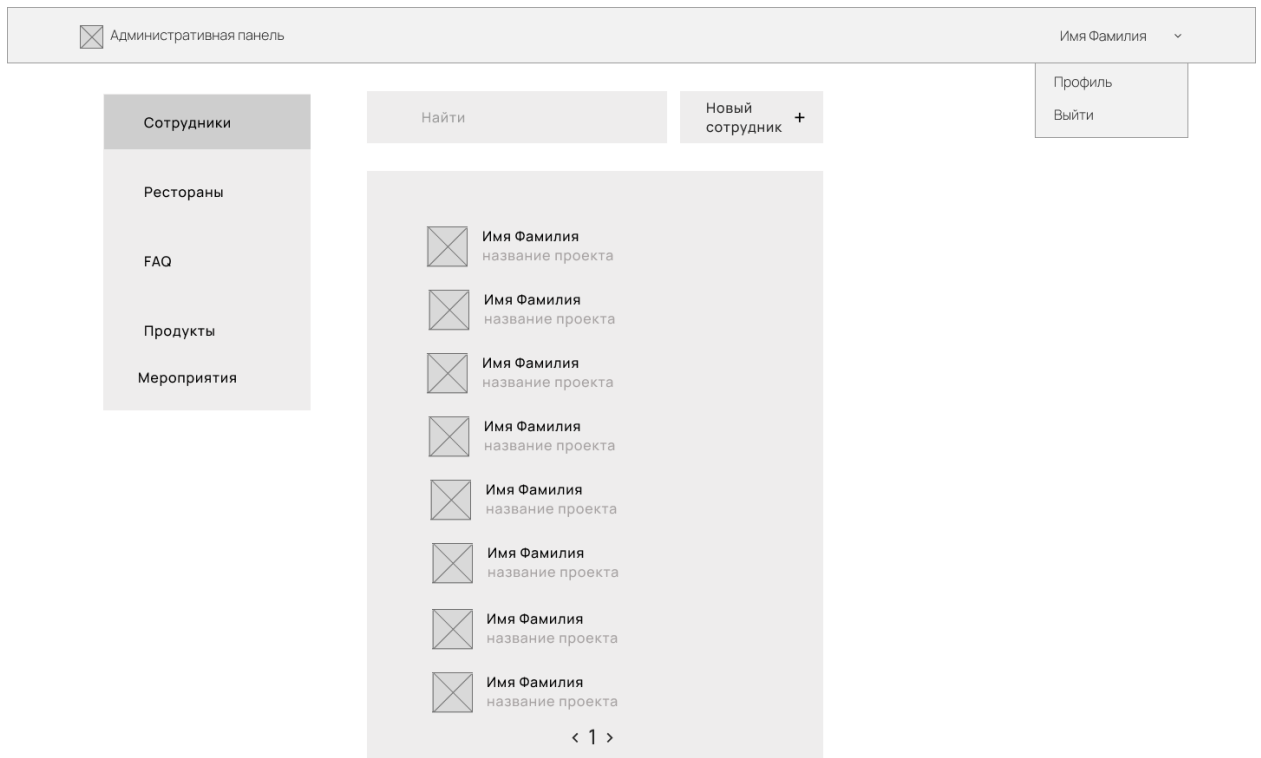 Административная панель
Имя Фамилия
Профиль
Выйти
Сотрудники
Рестораны
FAQ
Продукты
Мероприятия
Найти
Новый
сотрудник +
Имя Фамилия
название проекта
Имя Фамилия
название проекта
Имя Фамилия
название проекта
Имя Фамилия
название проекта
Имя Фамилия
название проекта
Имя Фамилия
название проекта
Имя Фамилия
название проекта
Имя Фамилия
название проекта
< 1 >